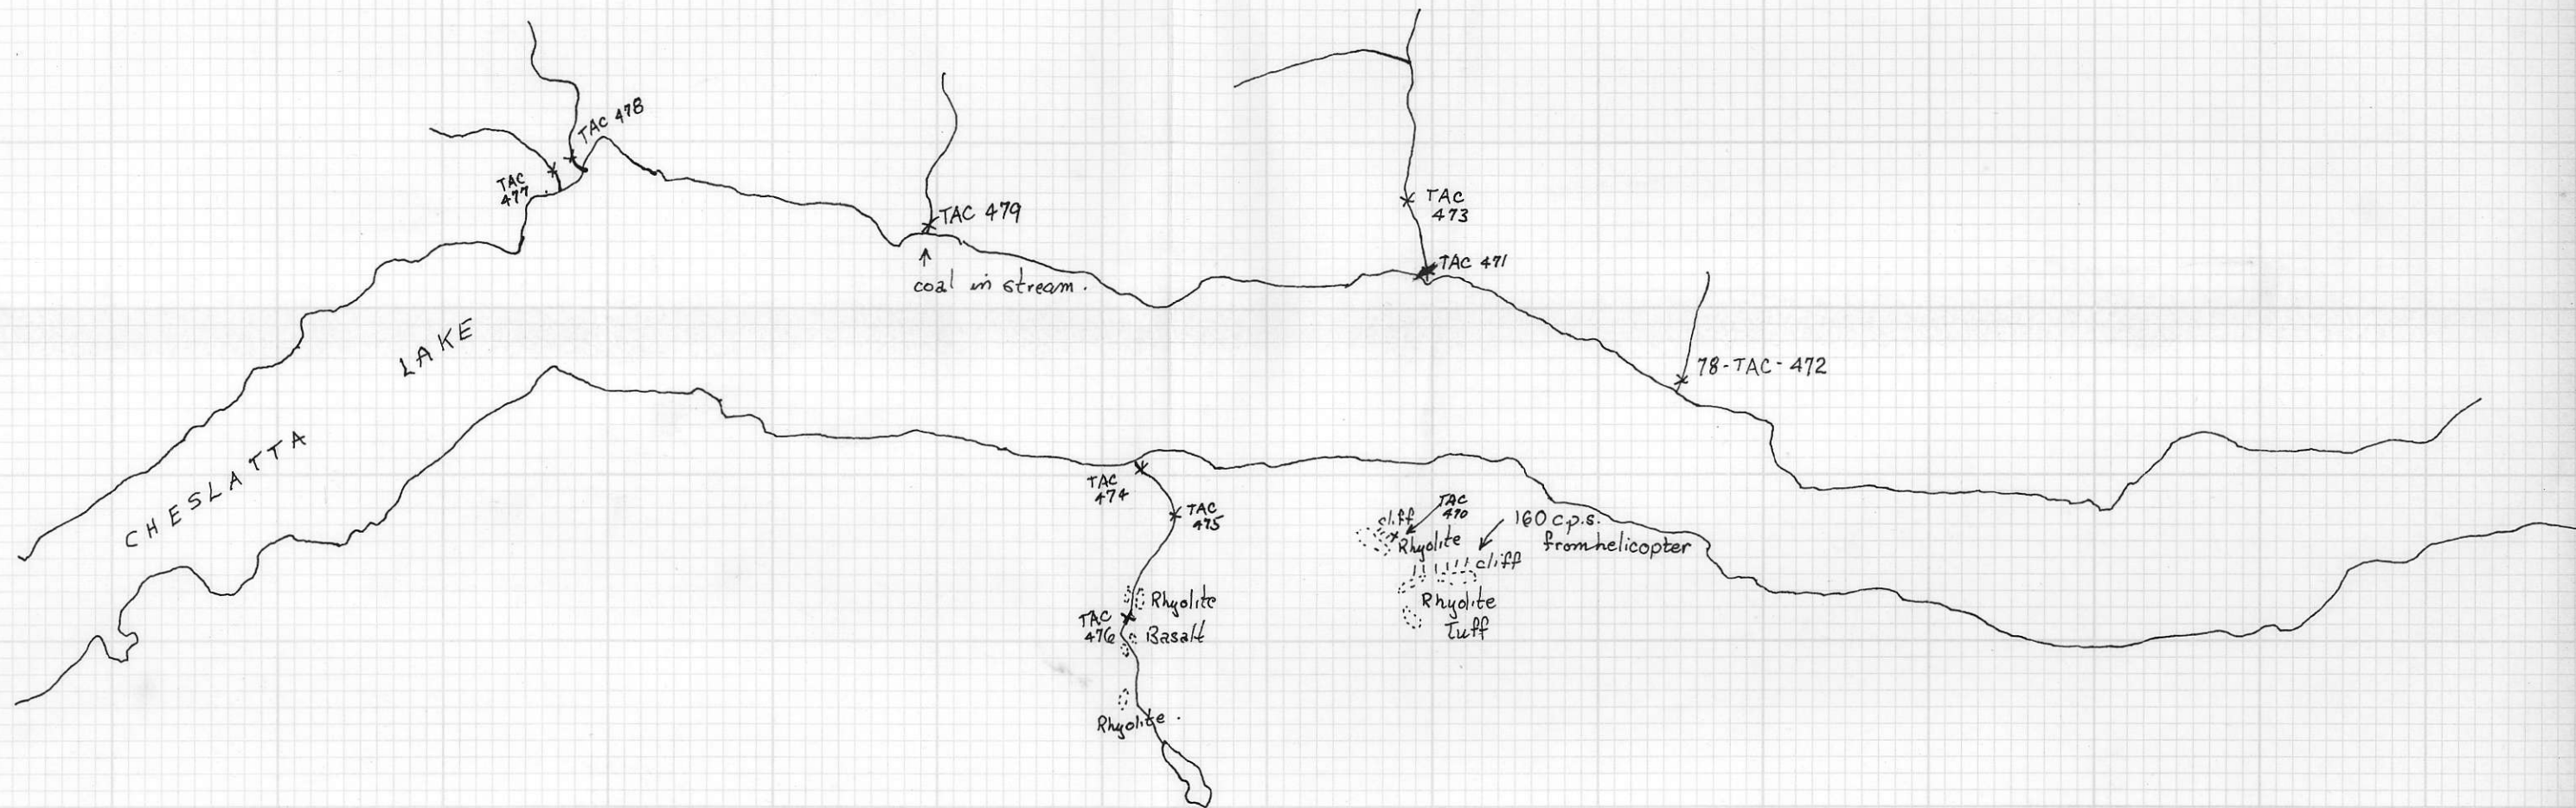 TAC 478
TAC
477
TAC 479
coal in stream.
TAC
473
TAC 471
78-TAC-472
LAKE
CHESLATTA
TAC
474
TAC
475
TAC
470
cliff
Rhyolite
160 c.p.s.
from helicopter
cliff
Rhyolite
Tuff
Rhyolite
TAC
476
Basalt
Rhyolite.